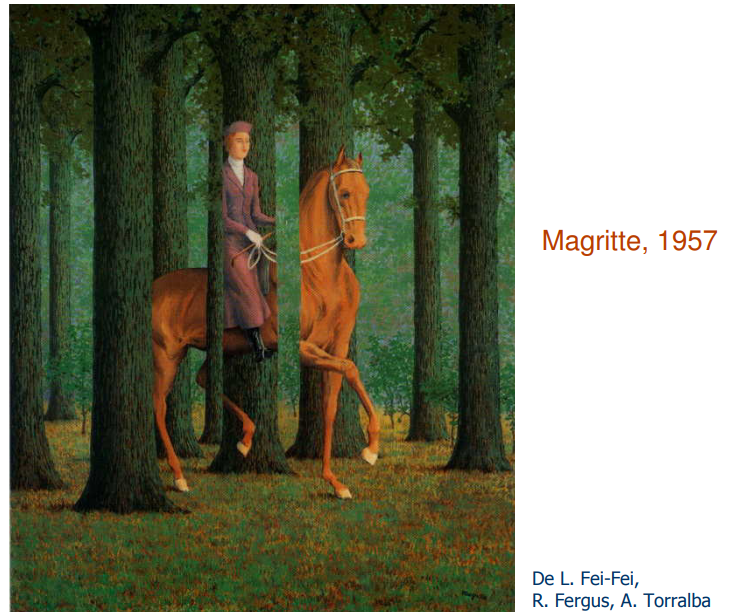 Magritte, 1957
De L. Fei-Fei,
R. Fergus, A. Torralba